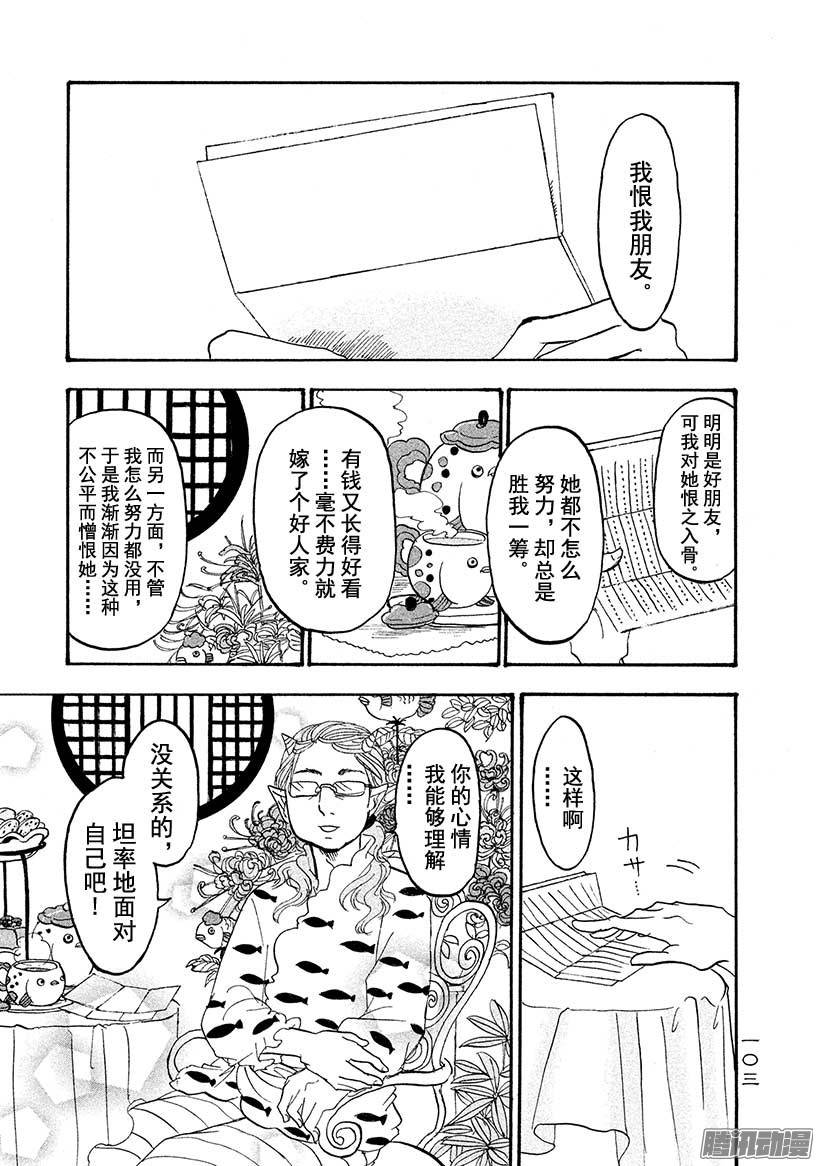 我恨我朋友。
明明是好朋友，
可我对她恨之入骨。
她都不怎么
努力，却总是
胜我一筹。
有钱又长得好看
……毫不费力就
嫁了个好人家。
而另一方面，不管
我怎么努力都没用，
于是我渐渐因为这种
不公平而憎恨她……
这样啊
……
カサ…
你的心情
我能够理解
……
没关系的，
坦率地面对
自己吧！
一〇三
腾讯动漫